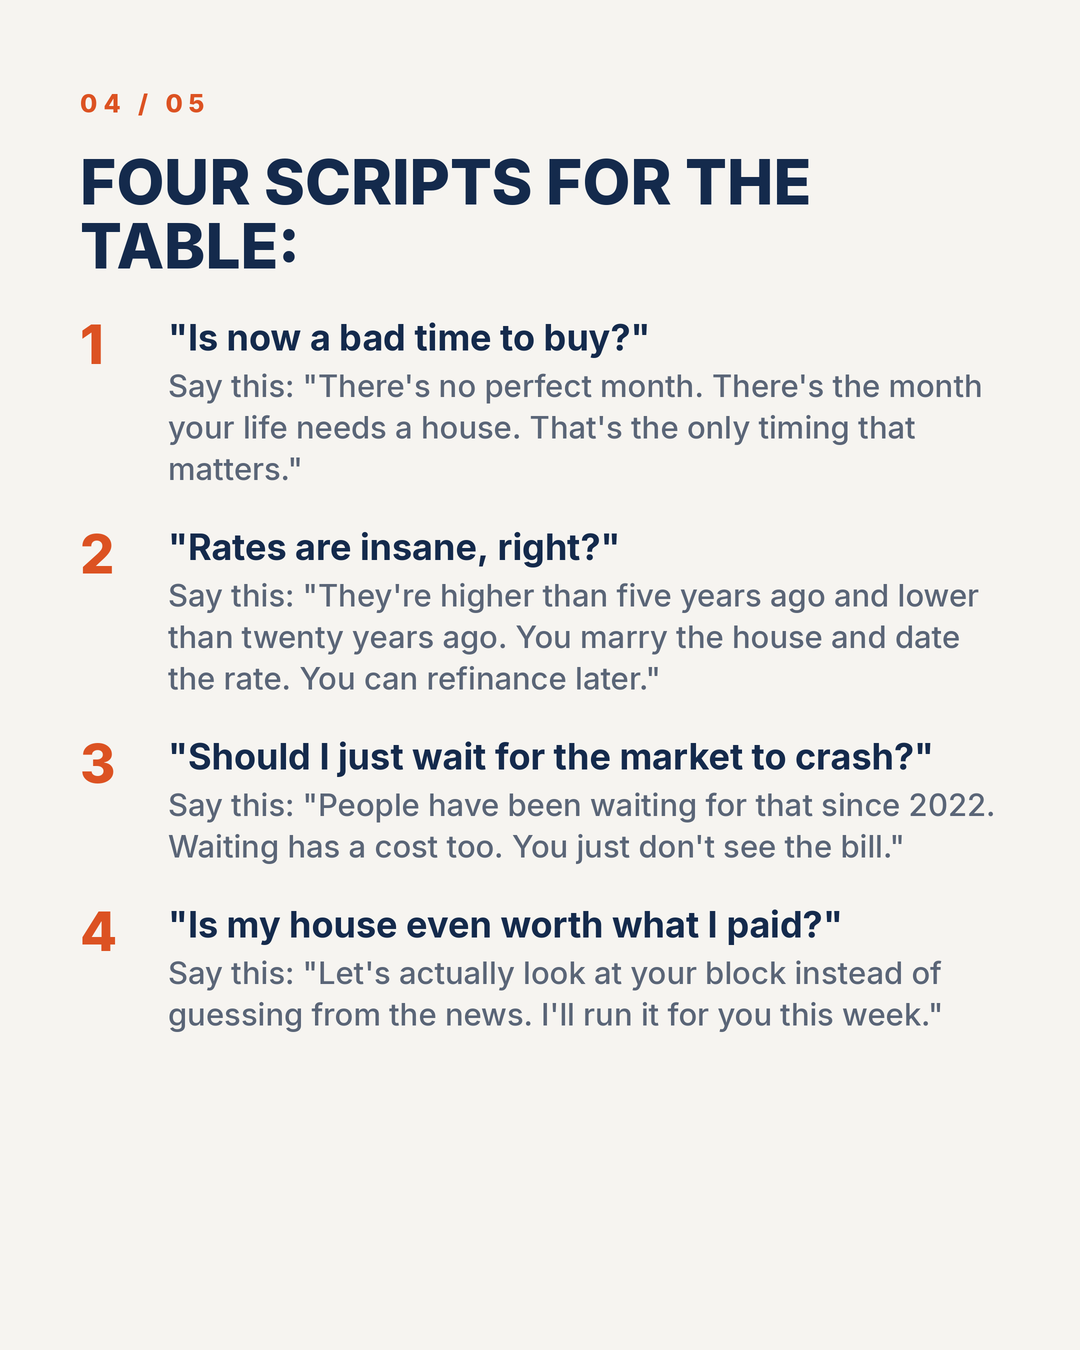 04 / 05
FOUR SCRIPTS FOR THE
TABLE:
1
"Is now a bad time to buy?"
Say this: "There's no perfect month. There's the month
your life needs a house. That's the only timing that
matters."
2
"Rates are insane, right?"
Say this: "They're higher than five years ago and lower
than twenty years ago. You marry the house and date
the rate. You can refinance later."
3
"Should I just wait for the market to crash?"
Say this: "People have been waiting for that since 2022.
Waiting has a cost too. You just don't see the bill."
4
"Is my house even worth what I paid?"
Say this: "Let's actually look at your block instead of
guessing from the news. I'll run it for you this week."